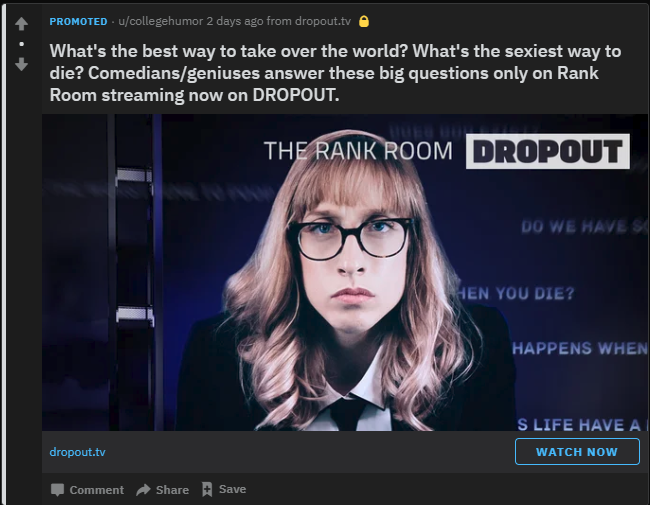 PROMOTED · u/collegehumor 2 days ago from dropout.tv
What's the best way to take over the world? What's the sexiest way to
die? Comedians/geniuses answer these big questions only on Rank
Room streaming now on DROPOUT.
DOES GOD EXIST?
THE RANK ROOM DROPOUT
DO WE HAVE S
HEN YOU DIE?
HAPPENS WHEN
S LIFE HAVE A
dropout.tv
WATCH NOW
Comment Share Save